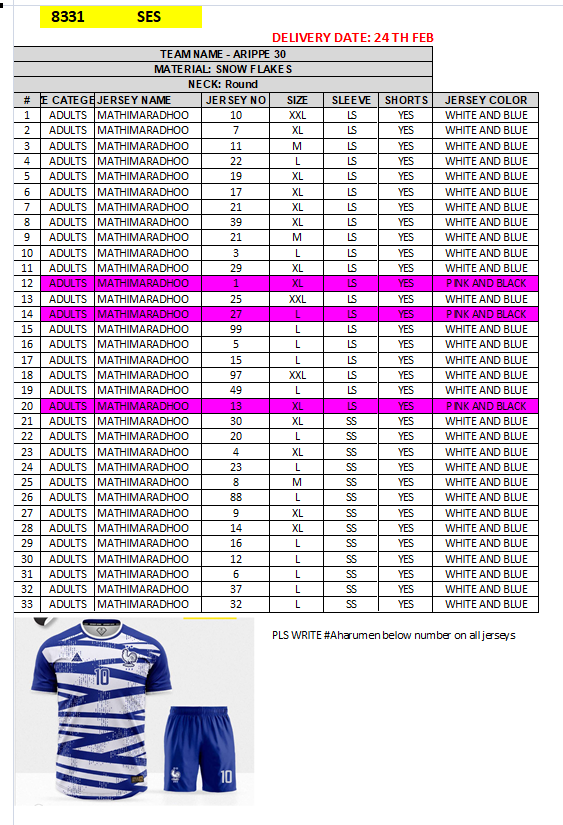 8331 SES
DELIVERY DATE: 24 TH FEB
TEAM NAME - ARIPPE 30
MATERIAL: SNOW FLAKES
NECK: Round
# E CATEGE JERSEY NAME JERSEY NO SIZE SLEEVE SHORTS JERSEY COLOR
1 ADULTS MATHIMARADHOO 10 XXL LS YES WHITE AND BLUE
2 ADULTS MATHIMARADHOO 7 XL LS YES WHITE AND BLUE
3 ADULTS MATHIMARADHOO 11 M LS YES WHITE AND BLUE
4 ADULTS MATHIMARADHOO 22 L LS YES WHITE AND BLUE
5 ADULTS MATHIMARADHOO 19 XL LS YES WHITE AND BLUE
6 ADULTS MATHIMARADHOO 17 XL LS YES WHITE AND BLUE
7 ADULTS MATHIMARADHOO 21 XL LS YES WHITE AND BLUE
8 ADULTS MATHIMARADHOO 39 XL LS YES WHITE AND BLUE
9 ADULTS MATHIMARADHOO 21 M LS YES WHITE AND BLUE
10 ADULTS MATHIMARADHOO 3 L LS YES WHITE AND BLUE
11 ADULTS MATHIMARADHOO 29 XL LS YES WHITE AND BLUE
12 ADULTS MATHIMARADHOO 1 XL LS YES PINK AND BLACK
13 ADULTS MATHIMARADHOO 25 XXL LS YES WHITE AND BLUE
14 ADULTS MATHIMARADHOO 27 L LS YES PINK AND BLACK
15 ADULTS MATHIMARADHOO 99 L LS YES WHITE AND BLUE
16 ADULTS MATHIMARADHOO 5 L LS YES WHITE AND BLUE
17 ADULTS MATHIMARADHOO 15 L LS YES WHITE AND BLUE
18 ADULTS MATHIMARADHOO 97 XXL LS YES WHITE AND BLUE
19 ADULTS MATHIMARADHOO 49 L LS YES WHITE AND BLUE
20 ADULTS MATHIMARADHOO 13 XL LS YES PINK AND BLACK
21 ADULTS MATHIMARADHOO 30 XL SS YES WHITE AND BLUE
22 ADULTS MATHIMARADHOO 20 L SS YES WHITE AND BLUE
23 ADULTS MATHIMARADHOO 4 XL SS YES WHITE AND BLUE
24 ADULTS MATHIMARADHOO 23 L SS YES WHITE AND BLUE
25 ADULTS MATHIMARADHOO 8 M SS YES WHITE AND BLUE
26 ADULTS MATHIMARADHOO 88 L SS YES WHITE AND BLUE
27 ADULTS MATHIMARADHOO 9 XL SS YES WHITE AND BLUE
28 ADULTS MATHIMARADHOO 14 XL SS YES WHITE AND BLUE
29 ADULTS MATHIMARADHOO 16 L SS YES WHITE AND BLUE
30 ADULTS MATHIMARADHOO 12 L SS YES WHITE AND BLUE
31 ADULTS MATHIMARADHOO 6 L SS YES WHITE AND BLUE
32 ADULTS MATHIMARADHOO 37 L SS YES WHITE AND BLUE
33 ADULTS MATHIMARADHOO 32 L SS YES WHITE AND BLUE
PLS WRITE #Aharumen below number on all jerseys
10
10